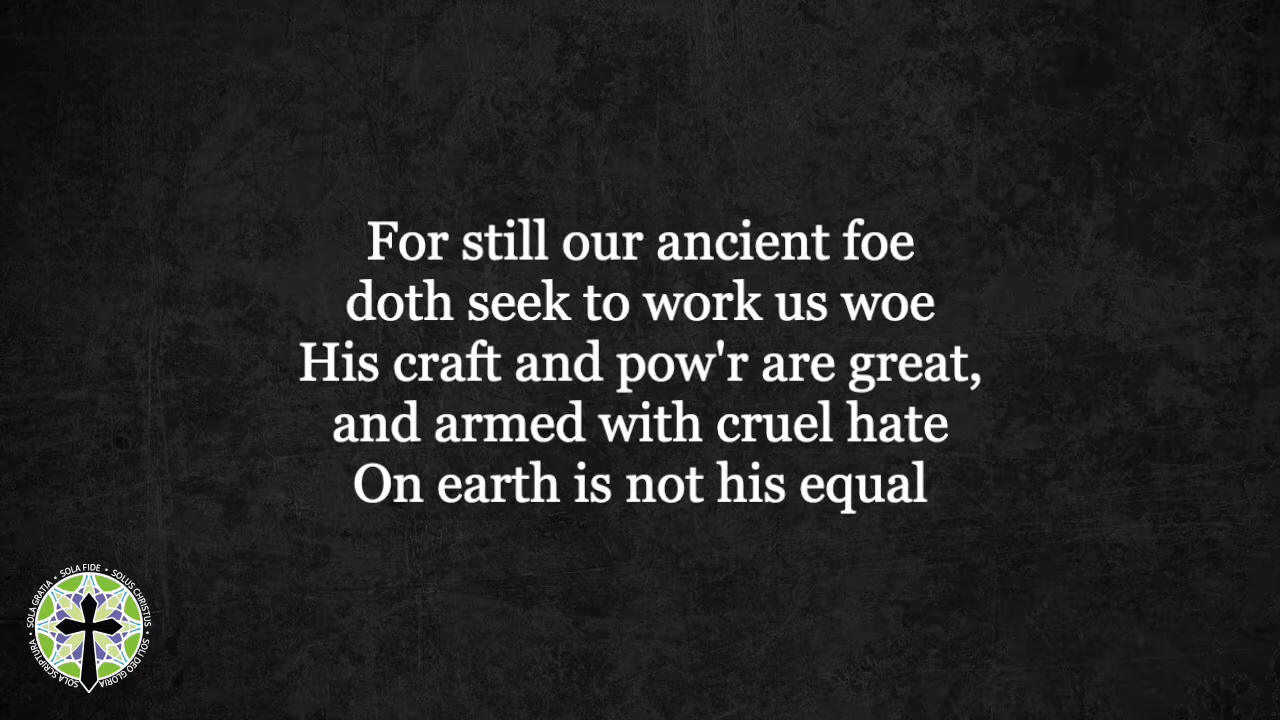 For still our ancient foe
doth seek to work us woe
His craft and pow'r are great,
and armed with cruel hate
On earth is not his equal
SOLA SCRIPTURA • SOLA GRATIA • SOLA FIDE • SOLUS CHRISTUS • SOLI DEO GLORIA